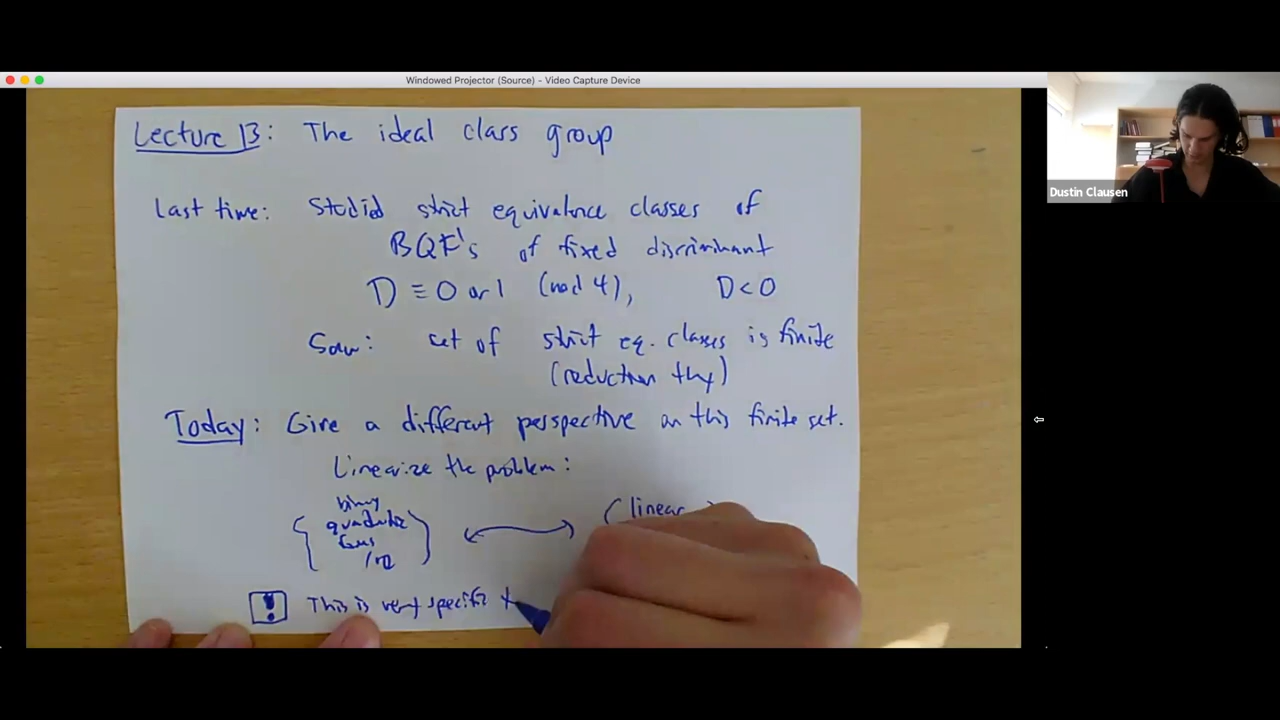 Windowed Projector (Source) - Video Capture Device
Dustin Clausen
Lecture 13: The ideal class group
Last time: Studied strict equivalence classes of
BQF's of fixed discriminant
D ≡ 0 or 1 (mod 4), D < 0
Saw: set of strict eq. classes is finite
(reduction thy)
Today: Give a different perspective on this finite set.
Linearize the problem:
binary
quadratic
forms
linear
! This is very specific